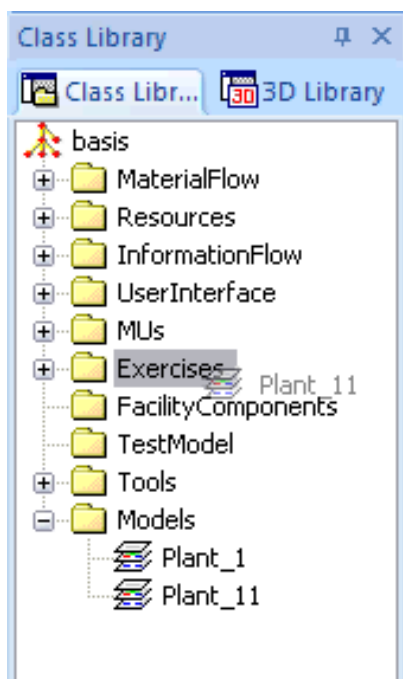 Class Library
Class Libr... 3D 3D Library
basis
MaterialFlow
Resources
InformationFlow
UserInterface
MUs
Exercises
Plant_11
FacilityComponents
TestModel
Tools
Models
Plant_1
Plant_11